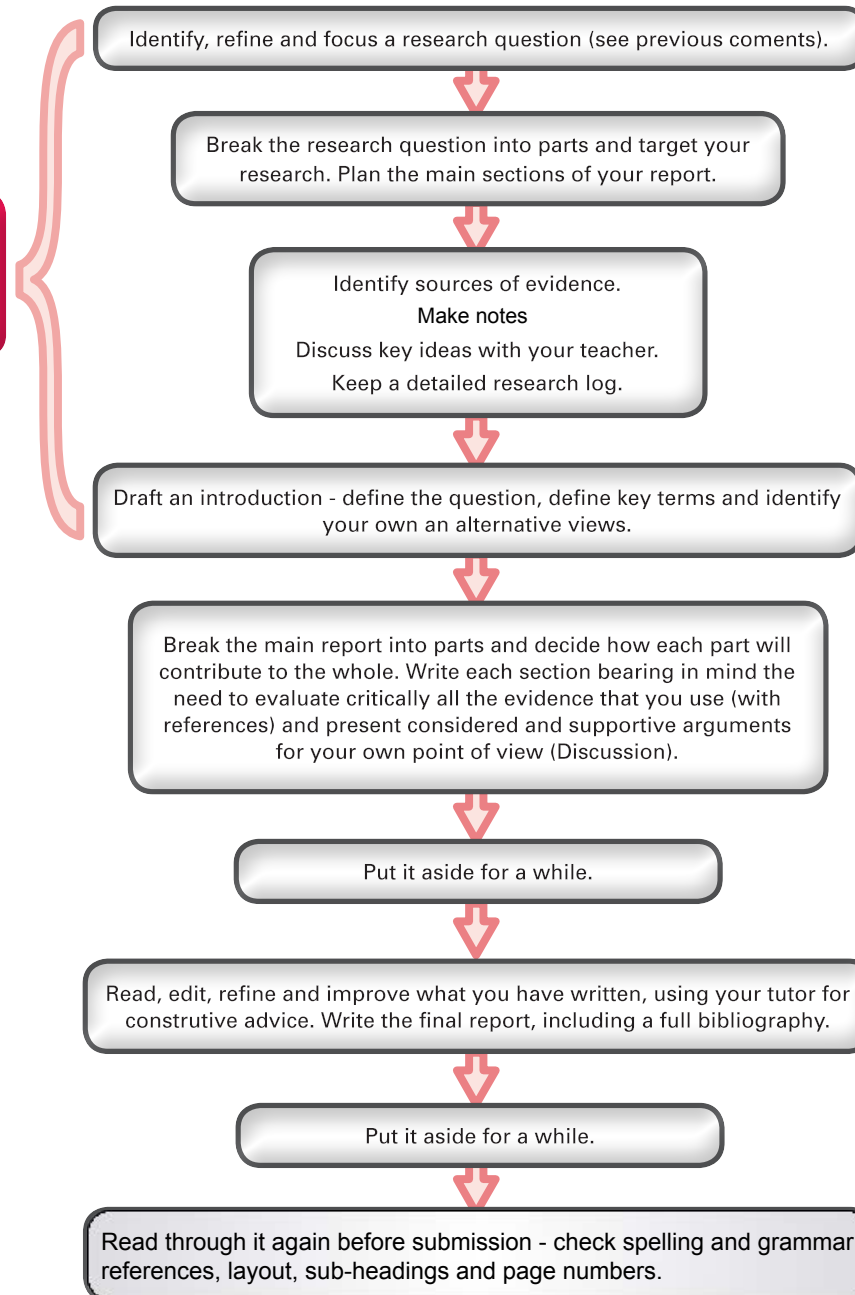 Identify, refine and focus a research question (see previous coments).
Break the research question into parts and target your
research. Plan the main sections of your report.
Identify sources of evidence.
Make notes
Discuss key ideas with your teacher.
Keep a detailed research log.
Draft an introduction - define the question, define key terms and identify
your own an alternative views.
Break the main report into parts and decide how each part will
contribute to the whole. Write each section bearing in mind the
need to evaluate critically all the evidence that you use (with
references) and present considered and supportive arguments
for your own point of view (Discussion).
Put it aside for a while.
Read, edit, refine and improve what you have written, using your tutor for
construtive advice. Write the final report, including a full bibliography.
Put it aside for a while.
Read through it again before submission - check spelling and grammar
references, layout, sub-headings and page numbers.